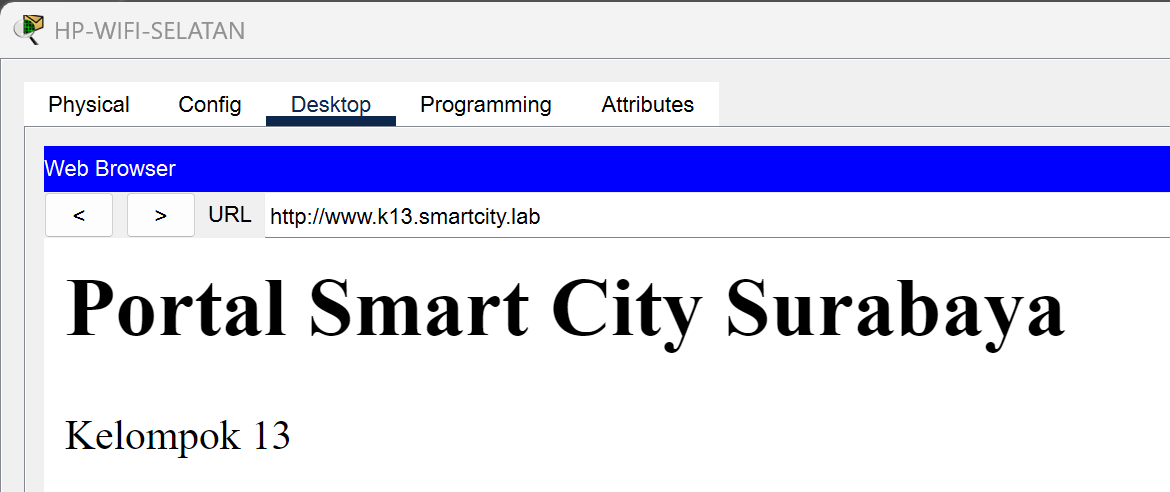 HP-WIFI-SELATAN
Physical Config Desktop Programming Attributes
Web Browser
< > URL http://www.k13.smartcity.lab
Portal Smart City Surabaya
Kelompok 13